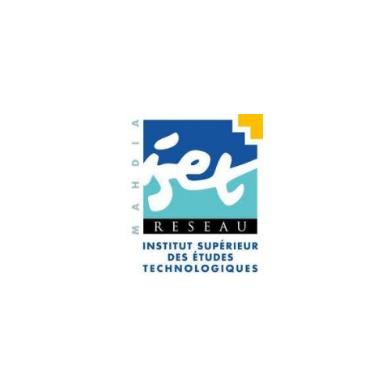 MAHDIA
iset
RESEAU
INSTITUT SUPÉRIEUR
DES ÉTUDES
TECHNOLOGIQUES